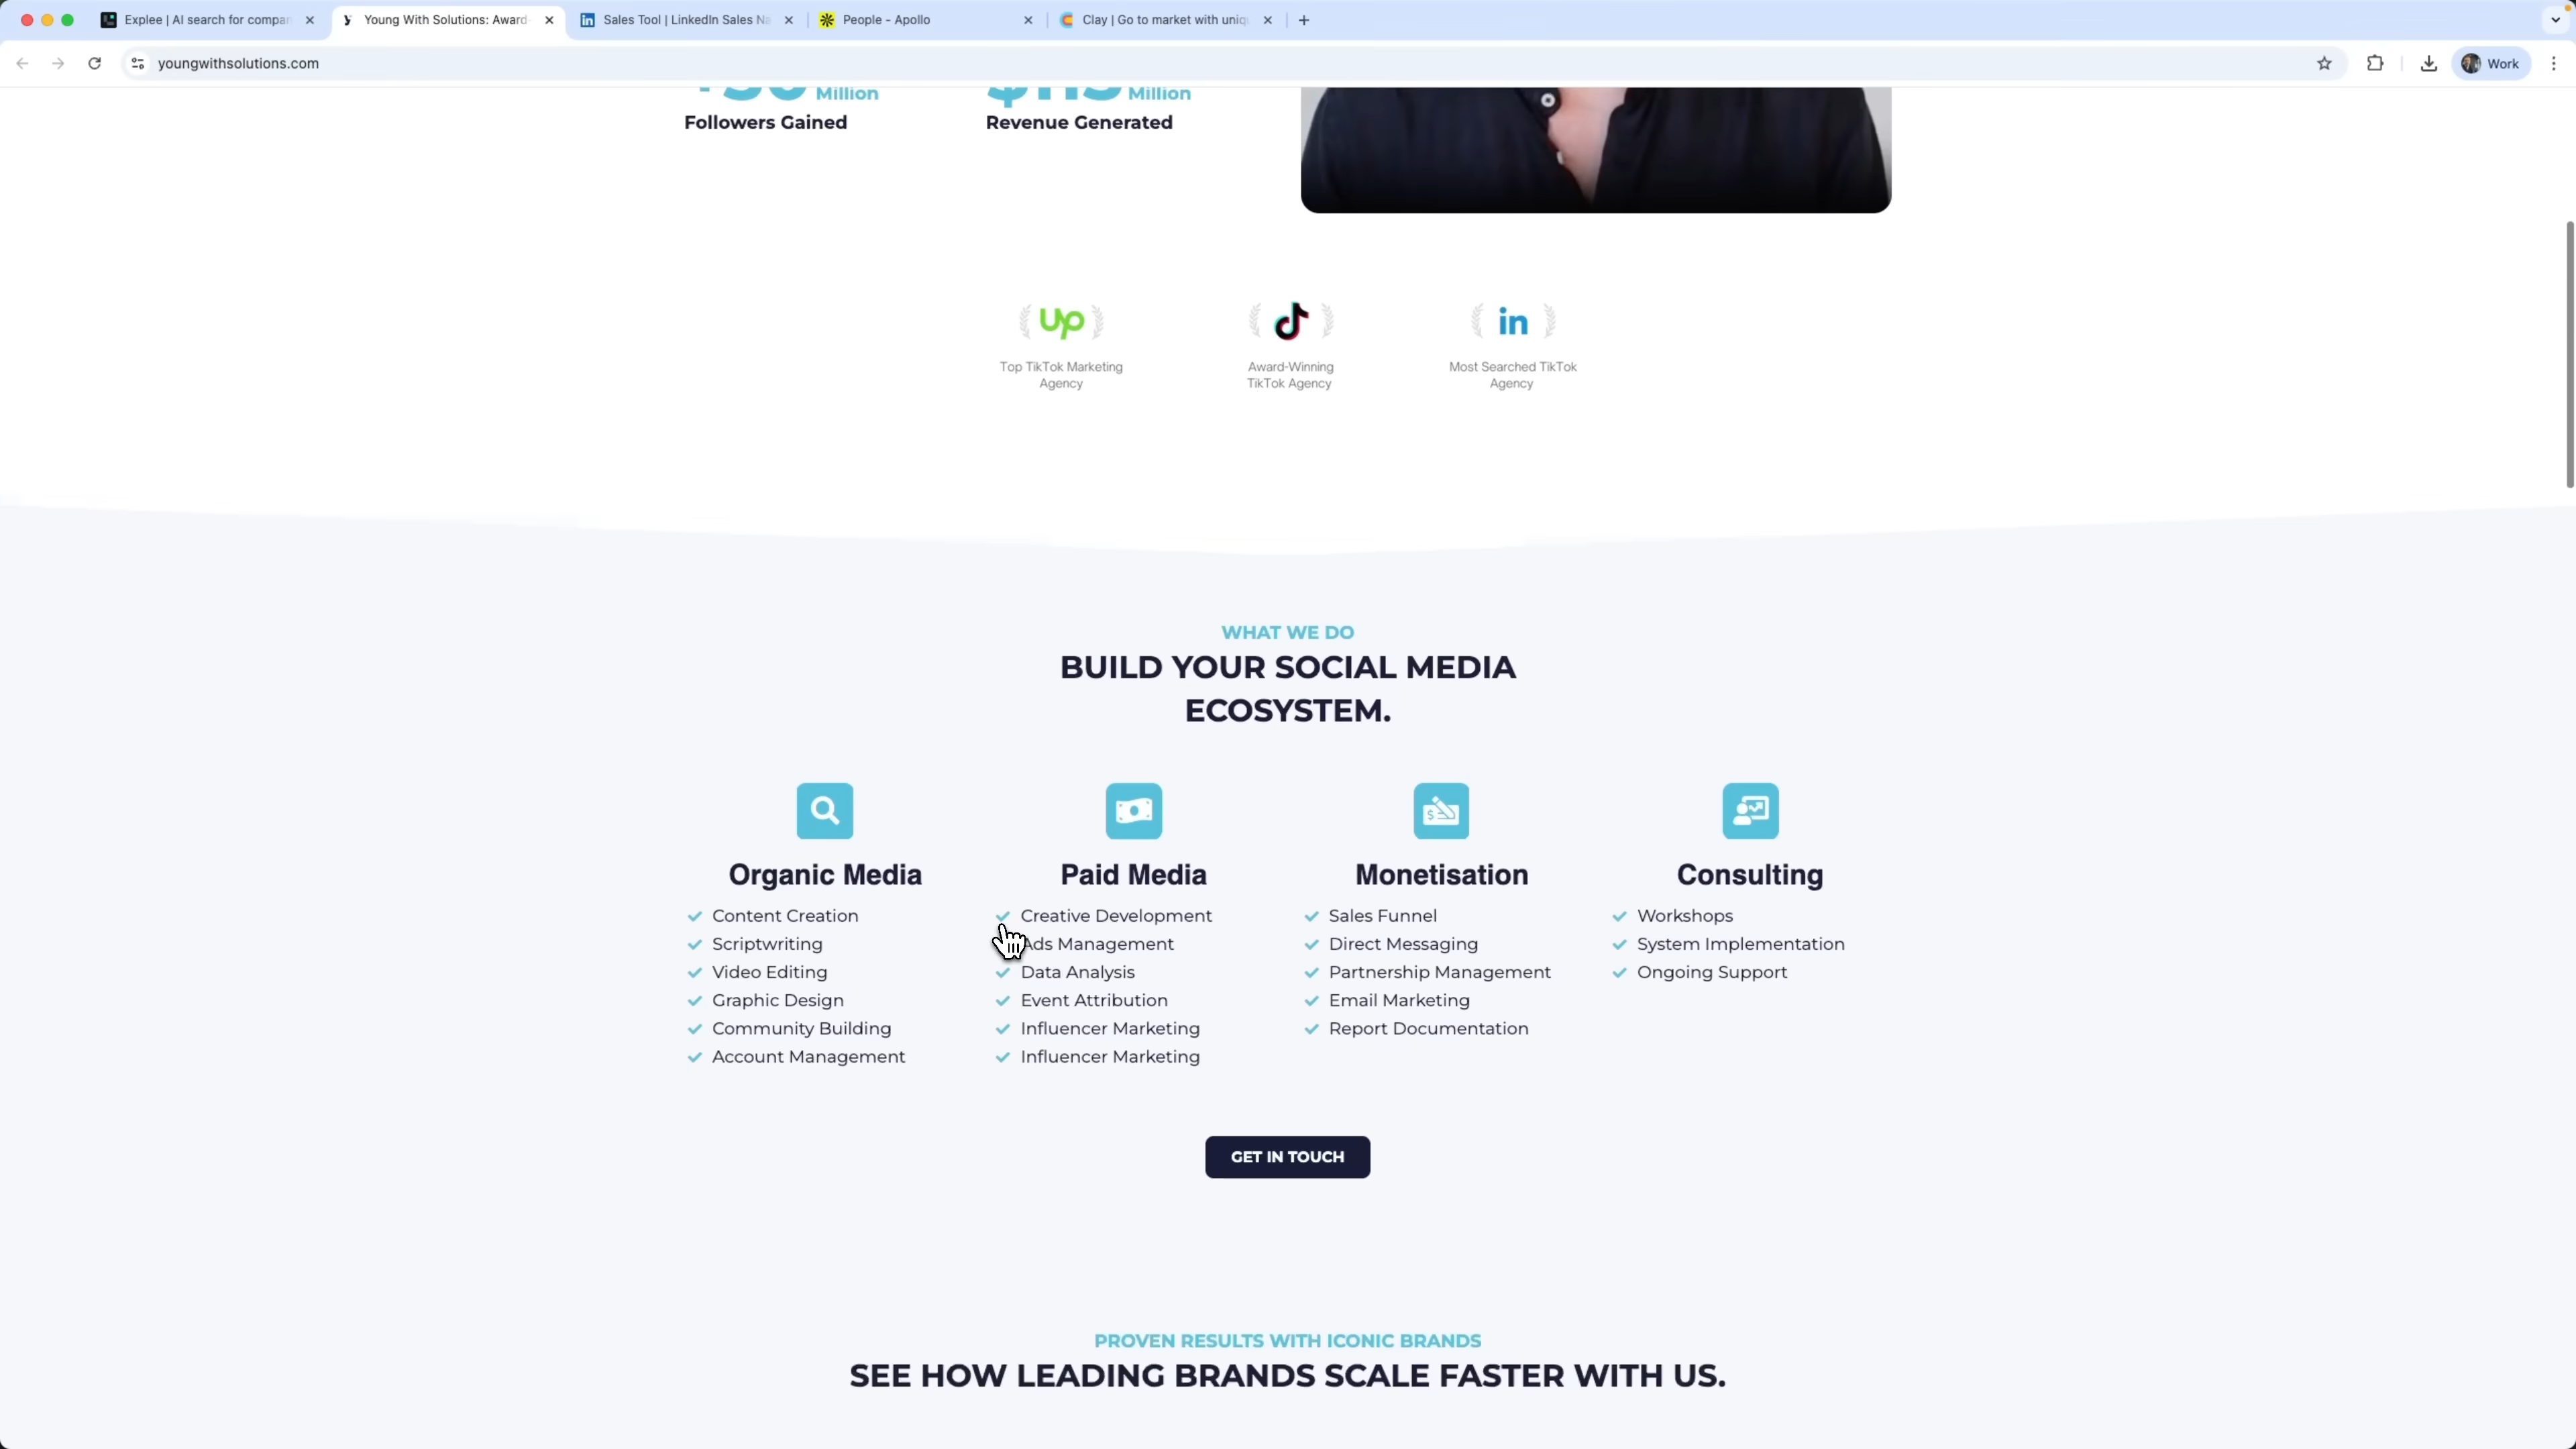 Explee | AI search for compan
Young With Solutions: Award-
Sales Tool | LinkedIn Sales Na
People - Apollo
Clay | Go to market with uniq
youngwithsolutions.com
Work
Million
Million
Followers Gained
Revenue Generated
Up
in
Top TikTok Marketing
Agency
Award-Winning
TikTok Agency
Most Searched TikTok
Agency
WHAT WE DO
BUILD YOUR SOCIAL MEDIA
ECOSYSTEM.
Organic Media
Content Creation
Scriptwriting
Video Editing
Graphic Design
Community Building
Account Management
Paid Media
Creative Development
Ads Management
Data Analysis
Event Attribution
Influencer Marketing
Influencer Marketing
Monetisation
Sales Funnel
Direct Messaging
Partnership Management
Email Marketing
Report Documentation
Consulting
Workshops
System Implementation
Ongoing Support
GET IN TOUCH
PROVEN RESULTS WITH ICONIC BRANDS
SEE HOW LEADING BRANDS SCALE FASTER WITH US.